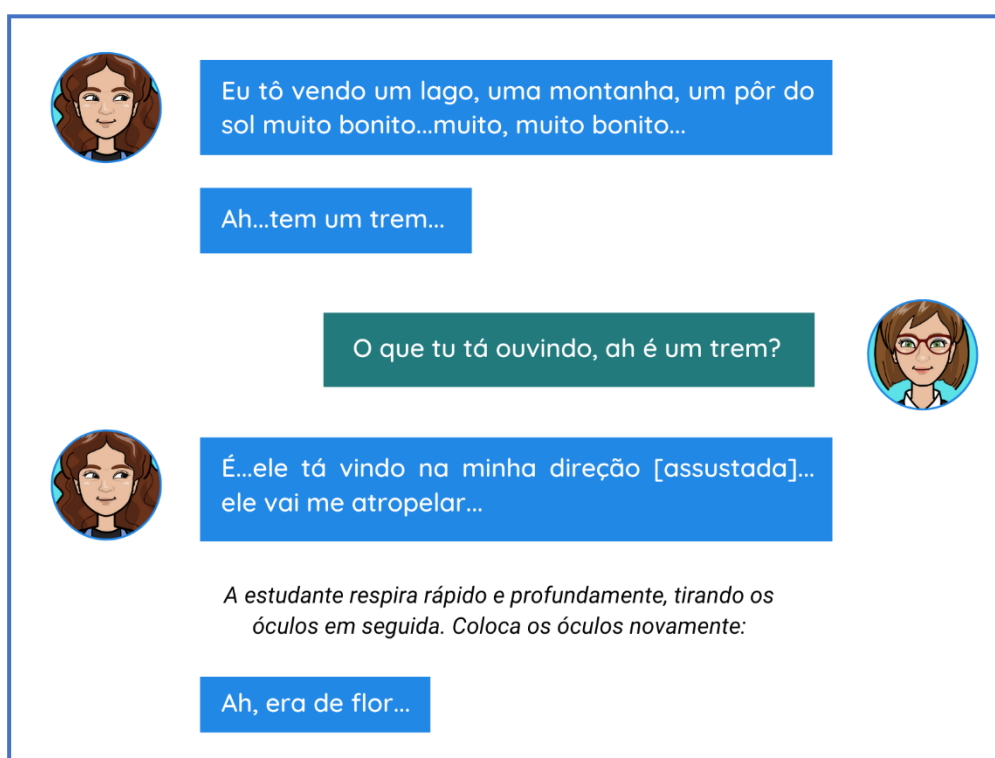 Eu tô vendo um lago, uma montanha, um pôr do
sol muito bonito...muito, muito bonito...
Ah...tem um trem...
O que tu tá ouvindo, ah é um trem?
É...ele tá vindo na minha direção [assustada]...
ele vai me atropelar...
A estudante respira rápido e profundamente, tirando os
óculos em seguida. Coloca os óculos novamente:
Ah, era de flor...